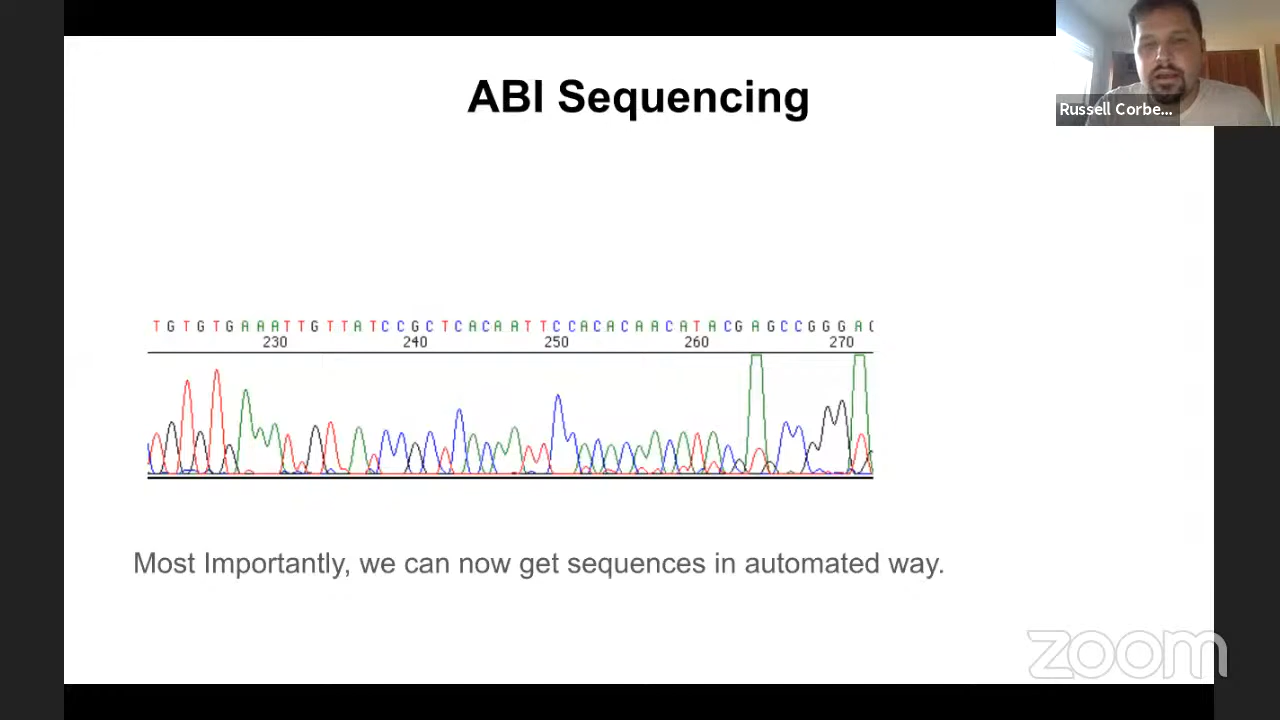 ABI Sequencing
Russell Corbe...
T G T G T G A A A T T G T T A T C C G C T C A C A A T T C C A C A C A A C A T A C G A G C C G G G A
230 240 250 260 270
Most Importantly, we can now get sequences in automated way.
zoom